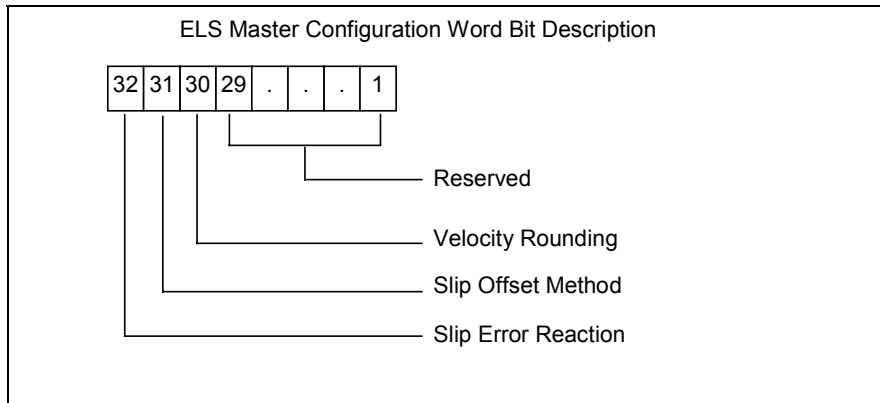 ELS Master Configuration Word Bit Description
32 31 30 29 . . . 1
Reserved
Velocity Rounding
Slip Offset Method
Slip Error Reaction